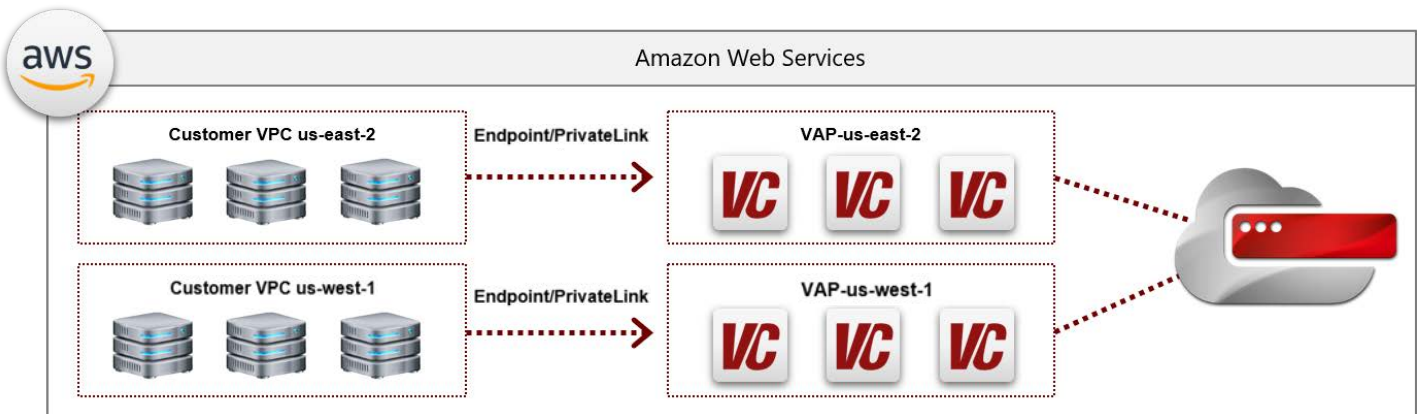 aws
Amazon Web Services
Customer VPC us-east-2
Endpoint/PrivateLink
VAP-us-east-2
VC VC VC
Customer VPC us-west-1
Endpoint/PrivateLink
VAP-us-west-1
VC VC VC